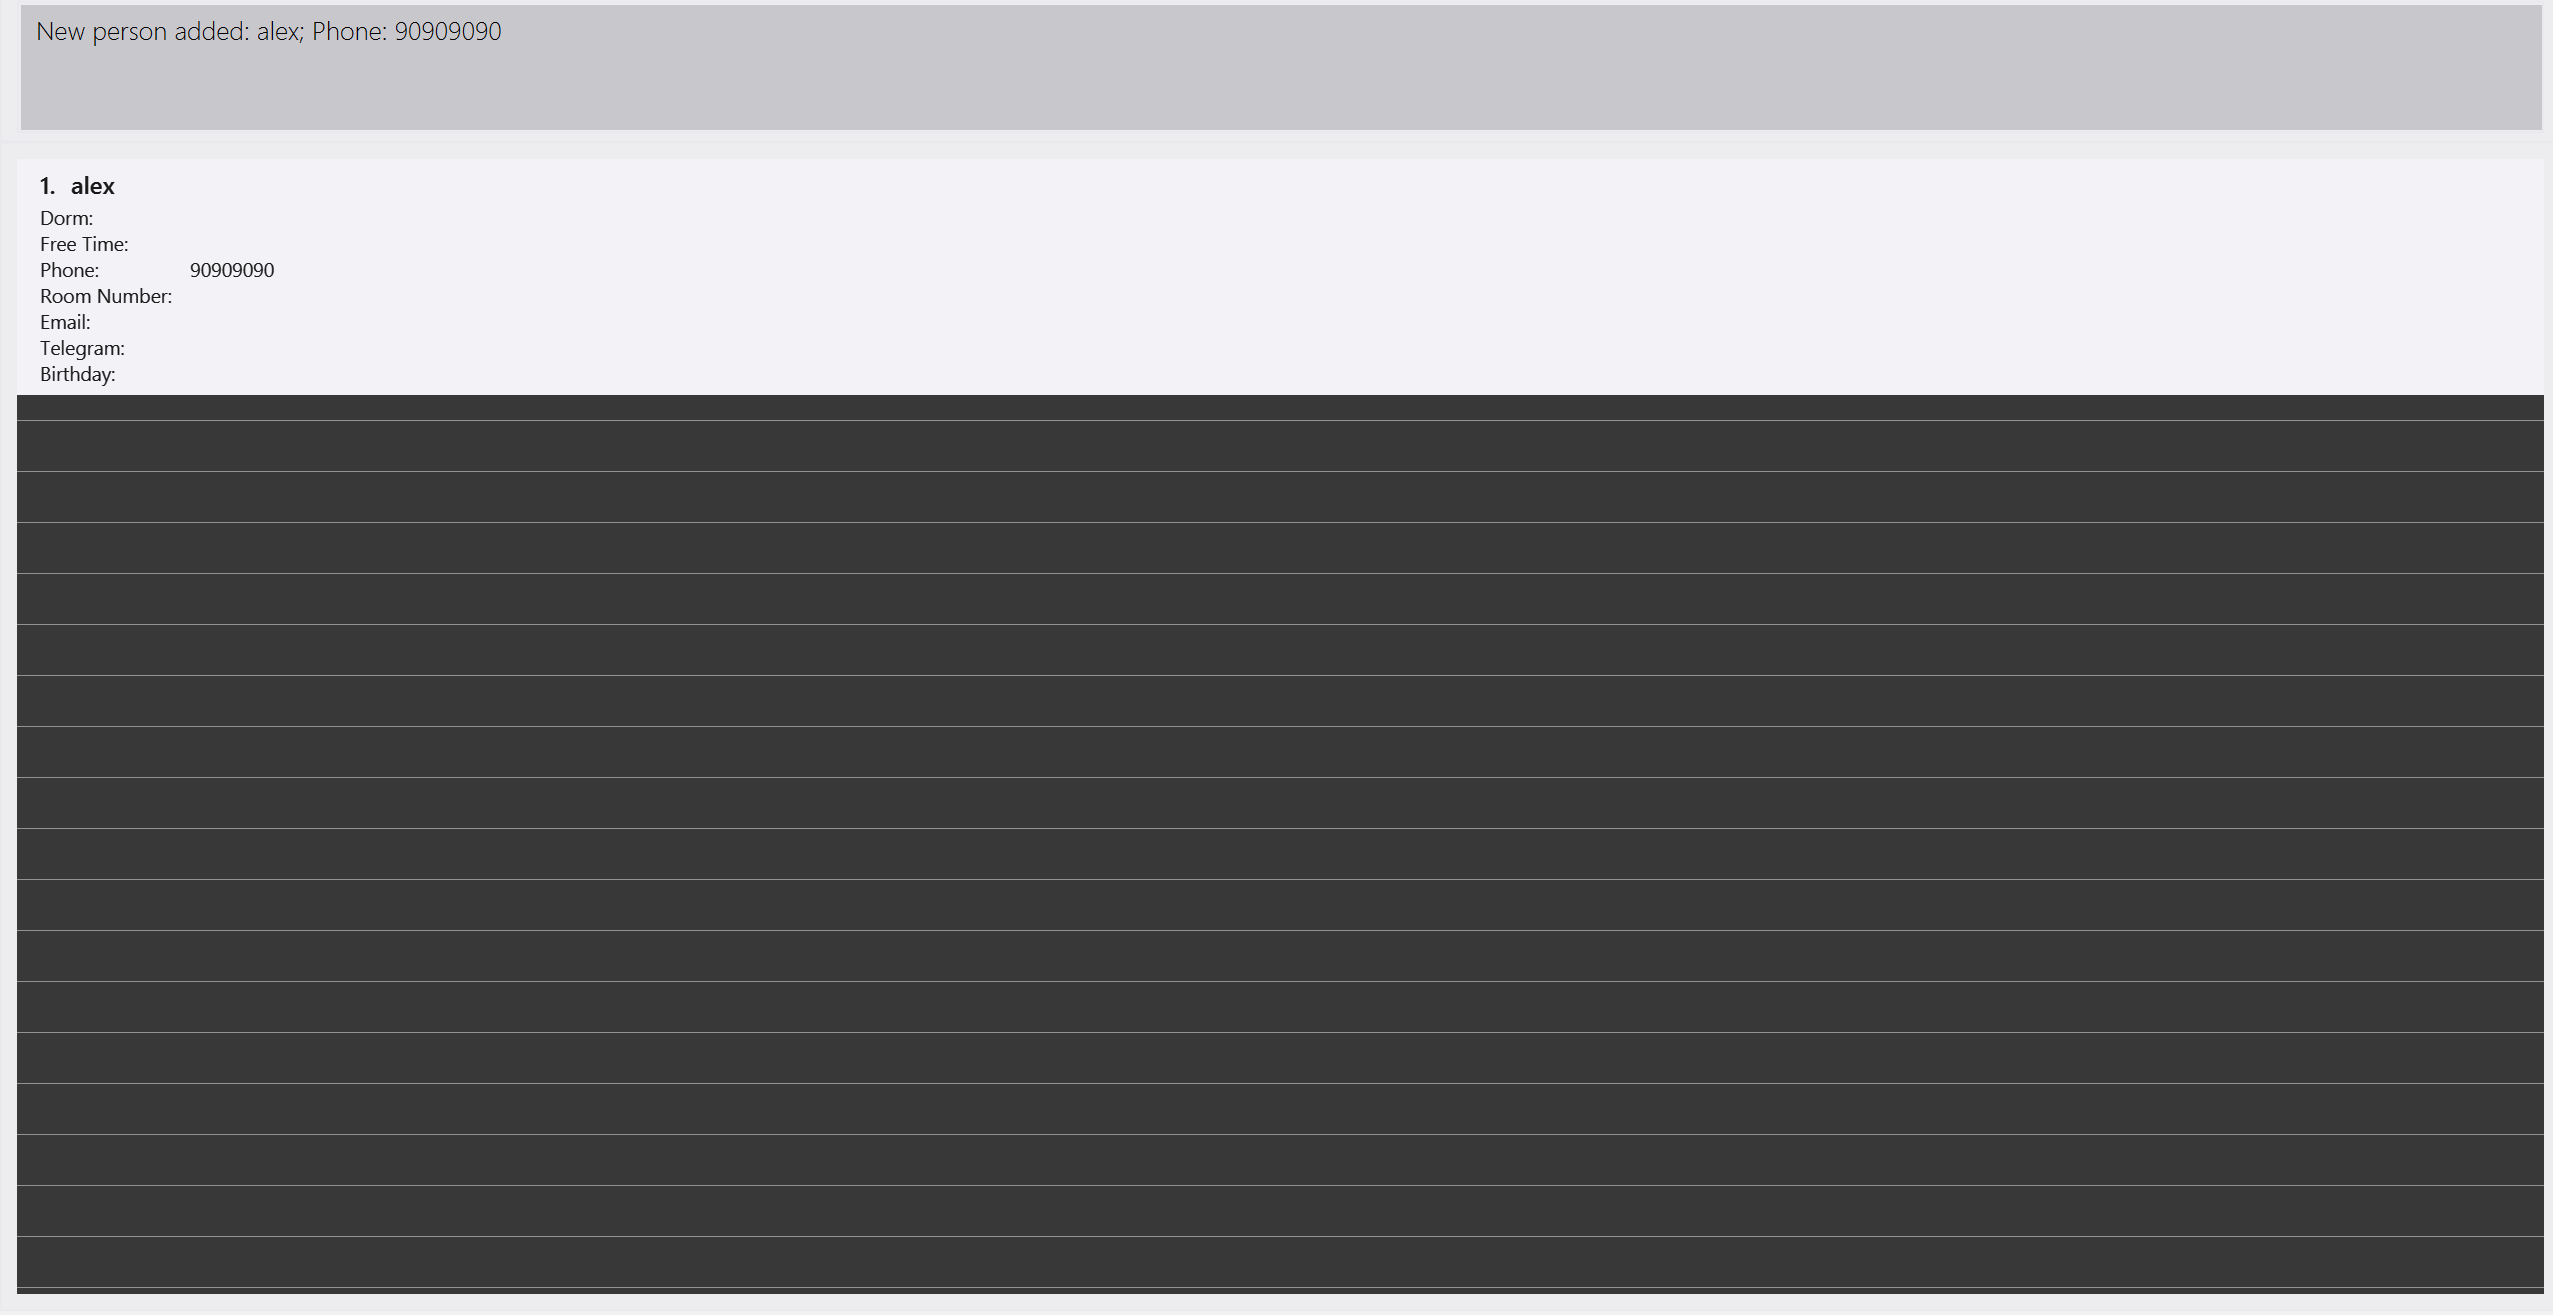 New person added: alex; Phone: 90909090
1. alex
Dorm:
Free Time:
Phone: 90909090
Room Number:
Email:
Telegram:
Birthday: